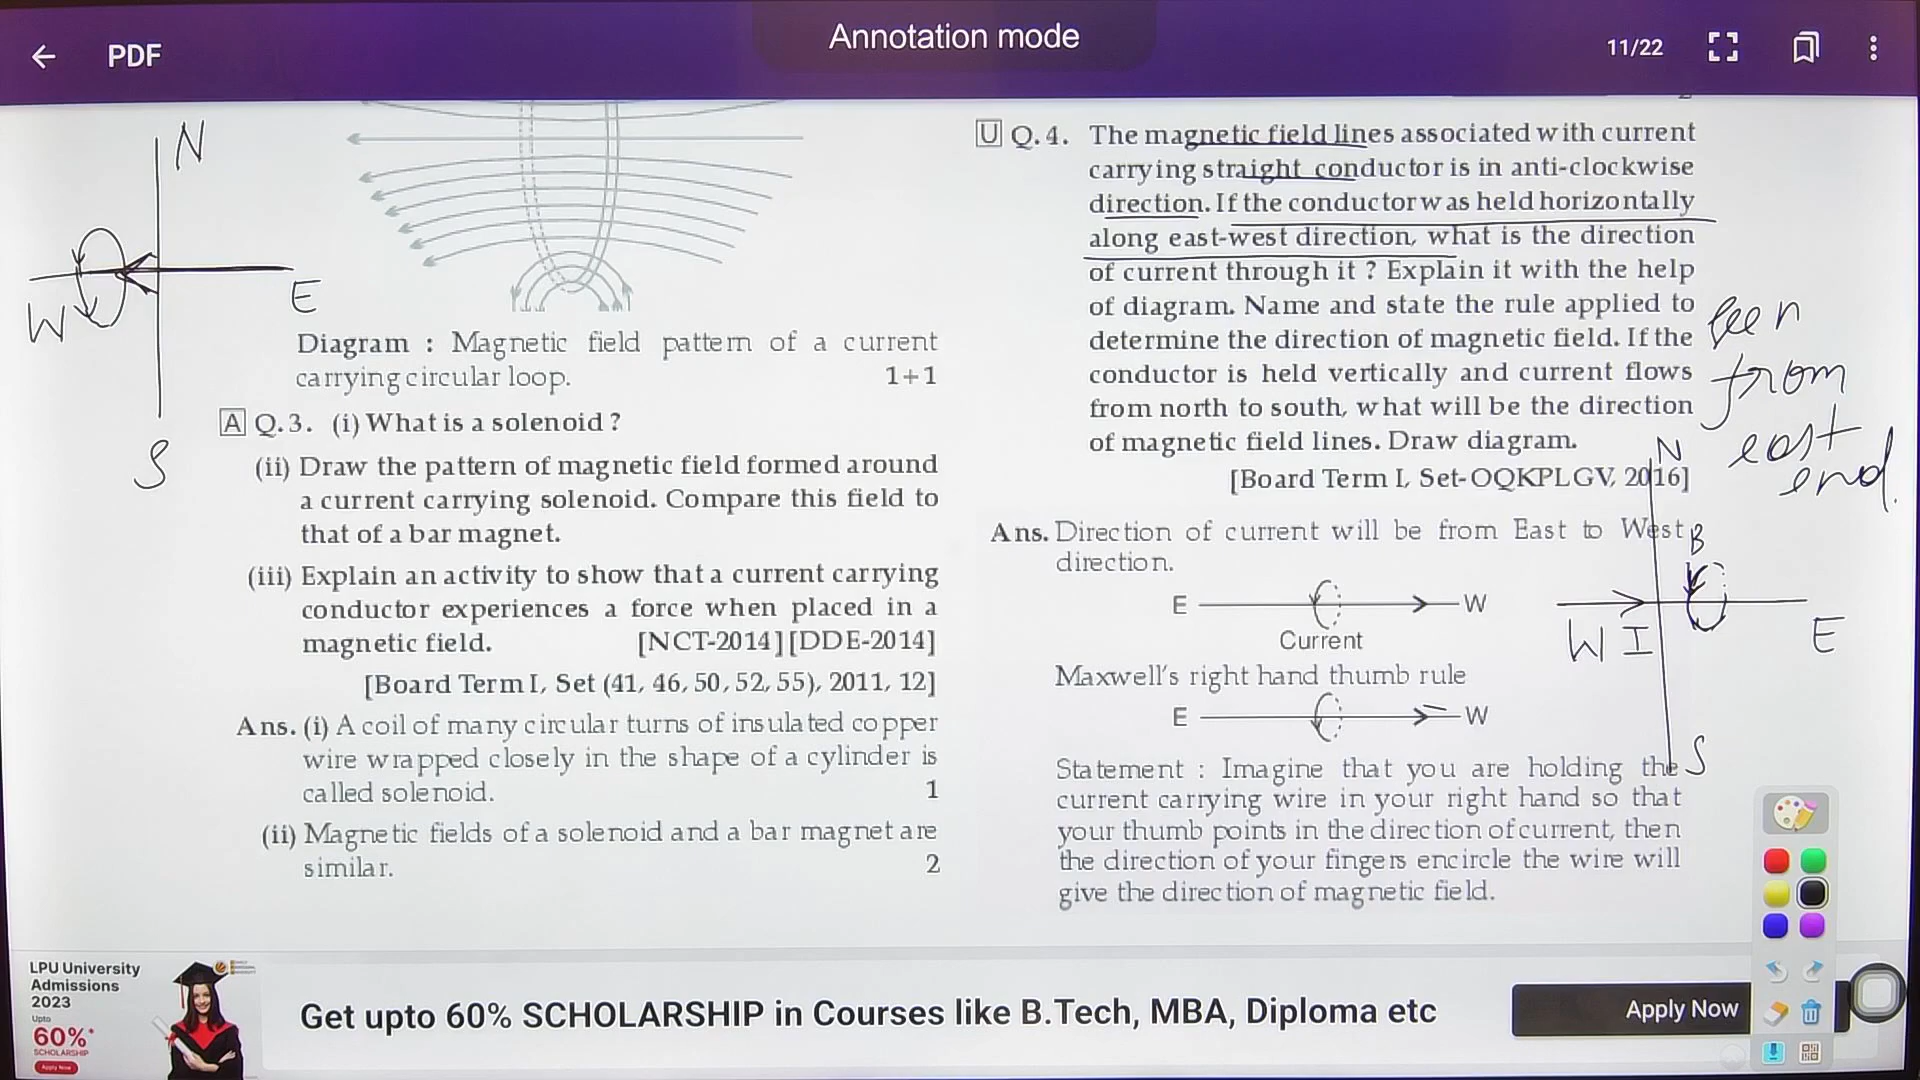 PDF
Annotation mode
11/22
N
E
W
S
Diagram : Magnetic field pattern of a current
carrying circular loop. 1+1
A Q.3. (i) What is a solenoid ?
(ii) Draw the pattern of magnetic field formed around
a current carrying solenoid. Compare this field to
that of a bar magnet.
(iii) Explain an activity to show that a current carrying
conductor experiences a force when placed in a
magnetic field. [NCT-2014] [DDE-2014]
[Board Term I, Set (41, 46, 50, 52, 55), 2011, 12]
Ans. (i) A coil of many circular turns of insulated copper
wire wrapped closely in the shape of a cylinder is
called solenoid. 1
(ii) Magnetic fields of a solenoid and a bar magnet are
similar. 2
U Q.4. The magnetic field lines associated with current
carrying straight conductor is in anti-clockwise
direction. If the conductor was held horizontally
along east-west direction, what is the direction
of current through it ? Explain it with the help
of diagram. Name and state the rule applied to
determine the direction of magnetic field. If the
conductor is held vertically and current flows
from north to south, what will be the direction
of magnetic field lines. Draw diagram.
[Board Term I, Set-OQKPLGV, 2016]
seen
from
east
end.
Ans. Direction of current will be from East to West
direction.
E W
Current
Maxwell's right hand thumb rule
E W
N
B
W I E
S
Statement : Imagine that you are holding the
current carrying wire in your right hand so that
your thumb points in the direction of current, then
the direction of your fingers encircle the wire will
give the direction of magnetic field.
LPU University
Admissions
2023
Upto
60%*
SCHOLARSHIP
Apply Now
Get upto 60% SCHOLARSHIP in Courses like B.Tech, MBA, Diploma etc
Apply Now